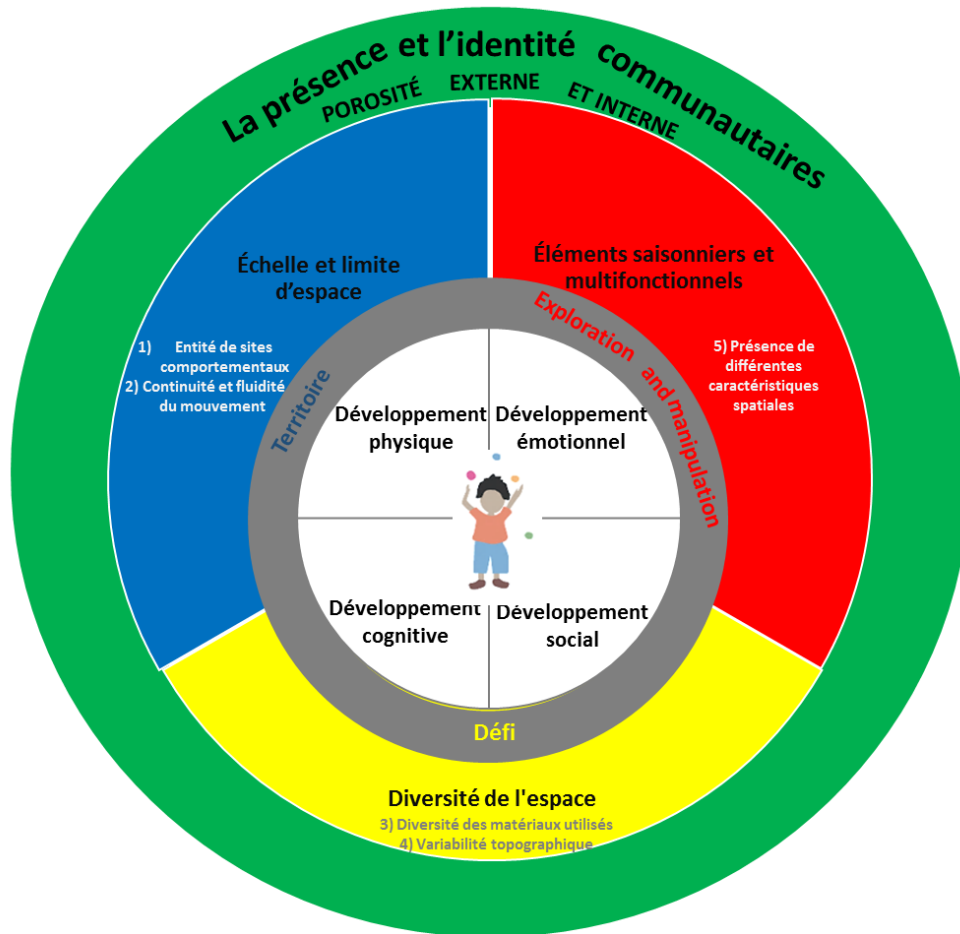 La présence et l'identité communautaires
POROSITÉ EXTERNE ET INTERNE
Échelle et limite
d'espace
1) Entité de sites
comportementaux
2) Continuité et fluidité
du mouvement
Éléments saisonniers et
multifonctionnels
5) Présence de
différentes
caractéristiques
spatiales
Territoire
Exploration and manipulation
Développement
physique
Développement
émotionnel
Développement
cognitive
Développement
social
Défi
Diversité de l'espace
3) Diversité des matériaux utilisés
4) Variabilité topographique